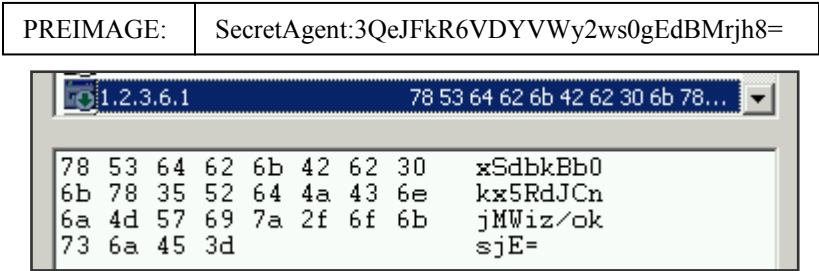 PREIMAGE: SecretAgent:3QeJFkR6VDYVWy2ws0gEdBMrjh8=
1.2.3.6.1 78 53 64 62 6b 42 62 30 6b 78...
78 53 64 62 6b 42 62 30 xSdbkBb0
6b 78 35 52 64 4a 43 6e kx5RdJCn
6a 4d 57 69 7a 2f 6f 6b jMWiz/ok
73 6a 45 3d sjE=